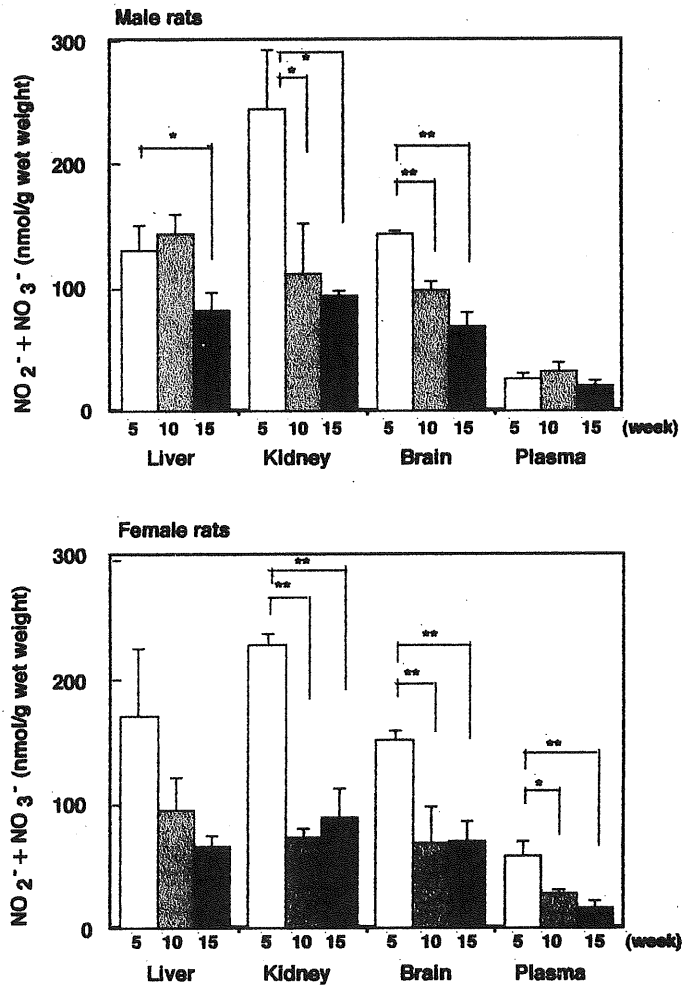 Male rats
NO2- + NO3- (nmol/g wet weight)
300
200
100
0
*
*
*
**
**
5 10 15 5 10 15 5 10 15 5 10 15 (week)
Liver Kidney Brain Plasma
Female rats
NO2- + NO3- (nmol/g wet weight)
300
200
100
0
**
**
**
**
**
*
5 10 15 5 10 15 5 10 15 5 10 15 (week)
Liver Kidney Brain Plasma